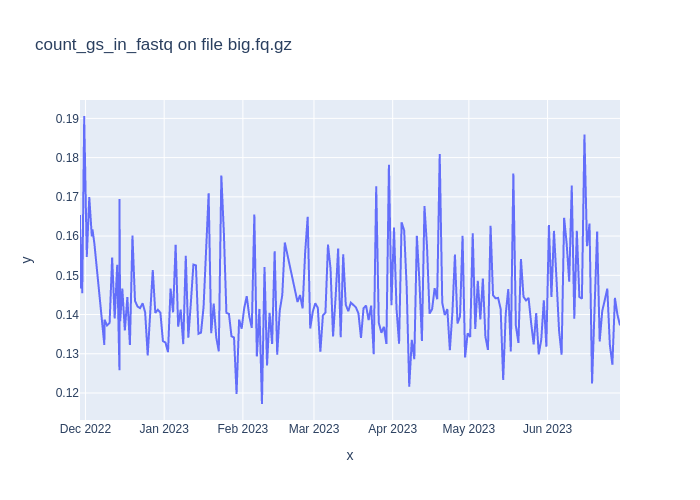 count_gs_in_fastq on file big.fq.gz
0.19
0.18
0.17
0.16
0.15
0.14
0.13
0.12
y
Dec 2022 Jan 2023 Feb 2023 Mar 2023 Apr 2023 May 2023 Jun 2023
x